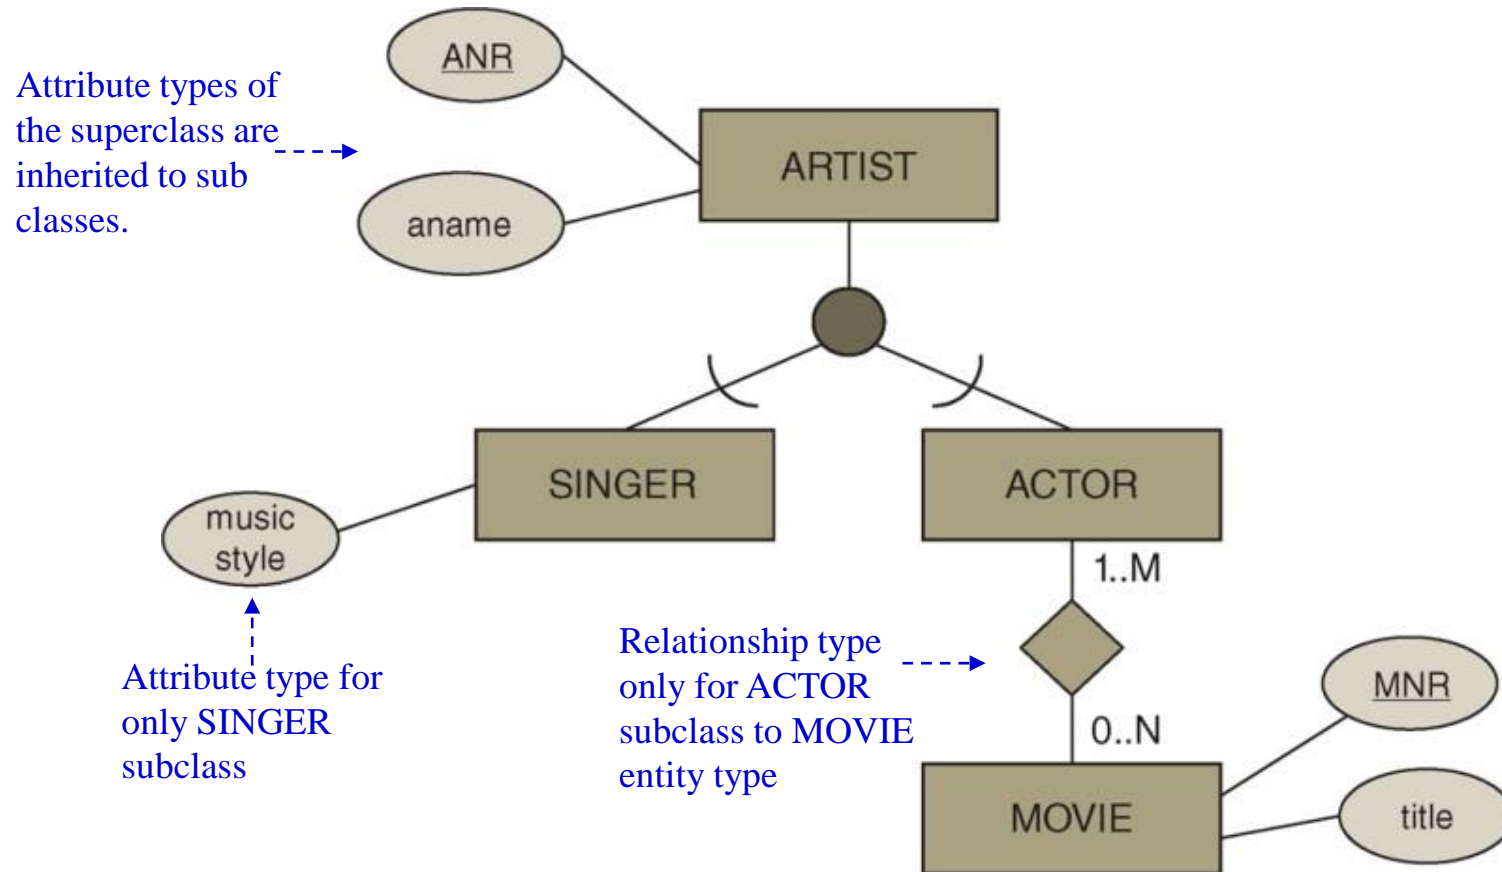 ANR
Attribute types of
the superclass are
inherited to sub
classes.
ARTIST
aname
SINGER
ACTOR
music
style
1..M
Attribute type for
only SINGER
subclass
Relationship type
only for ACTOR
subclass to MOVIE
entity type
0..N
MNR
MOVIE
title